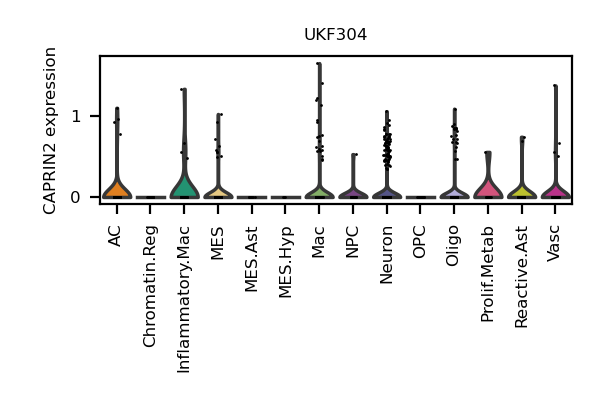 UKF304
CAPRIN2 expression
1
0
AC
Chromatin.Reg
Inflammatory.Mac
MES
MES.Ast
MES.Hyp
Mac
NPC
Neuron
OPC
Oligo
Prolif.Metab
Reactive.Ast
Vasc